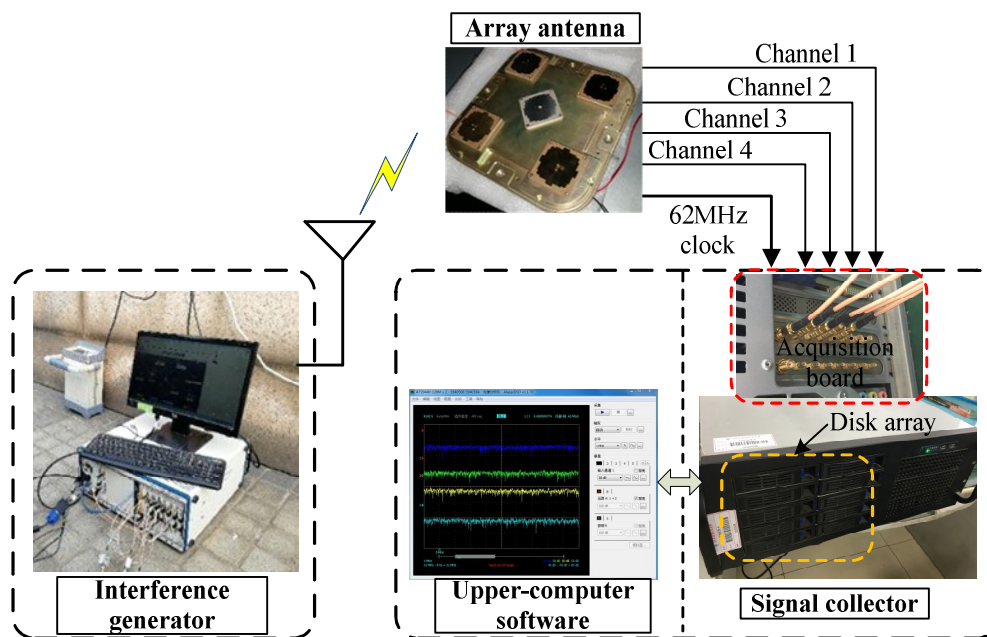 Array antenna
Channel 1
Channel 2
Channel 3
Channel 4
62MHz
clock
Acquisition
board
Disk array
Interference
generator
Upper-computer
software
Signal collector